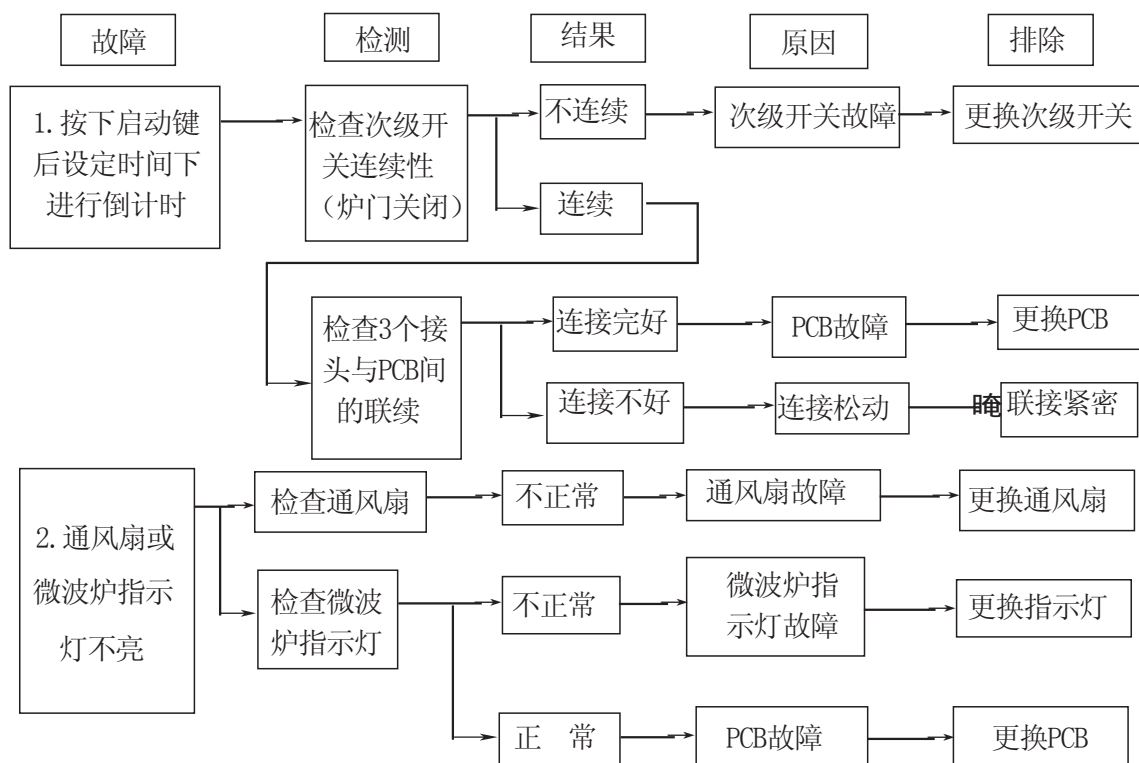 故障
检测
结果
原因
排除
1.按下启动键
后设定时间下
进行倒计时
检查次级开
关连续性
（炉门关闭）
不连续
次级开关故障
更换次级开关
连续
检查3个接
头与PCB间
的联续
连接完好
PCB故障
更换PCB
连接不好
连接松动
晻联接紧密
2.通风扇或
微波炉指示
灯不亮
检查通风扇
不正常
通风扇故障
更换通风扇
检查微波
炉指示灯
不正常
微波炉指
示灯故障
更换指示灯
正 常
PCB故障
更换PCB